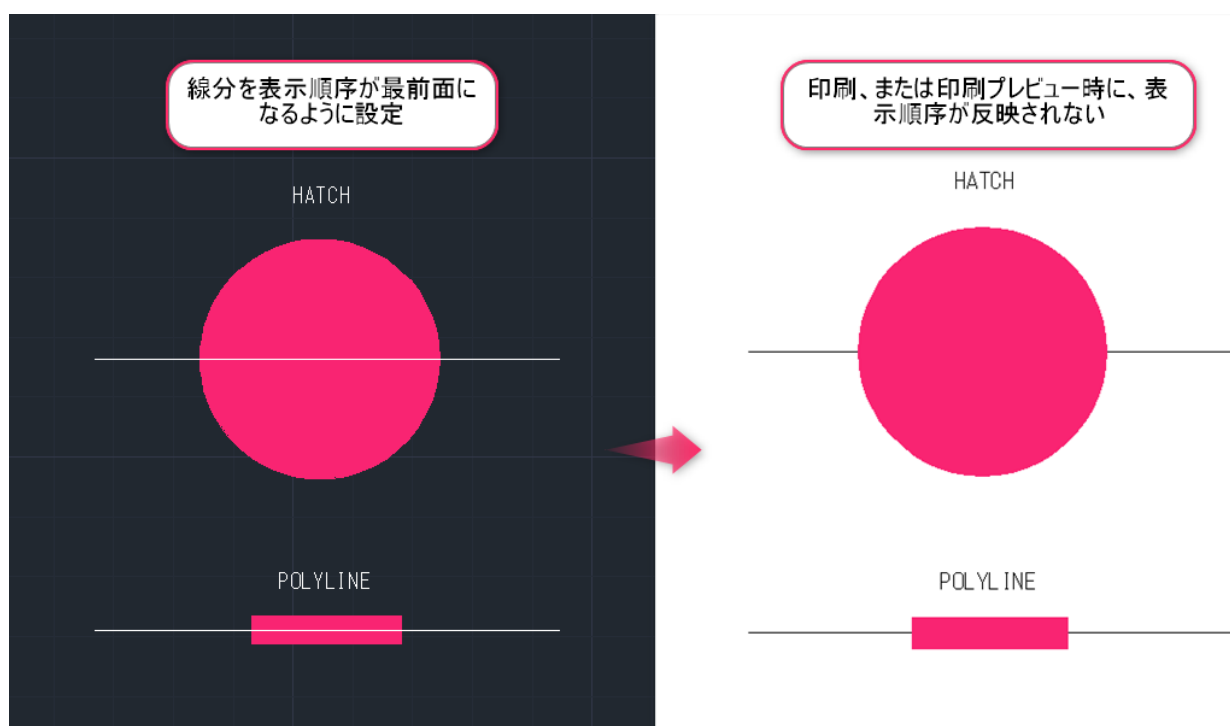 線分を表示順序が最前面に
なるように設定
HATCH
POLYLINE
印刷、または印刷プレビュー時に、表
示順序が反映されない
HATCH
POLYLINE